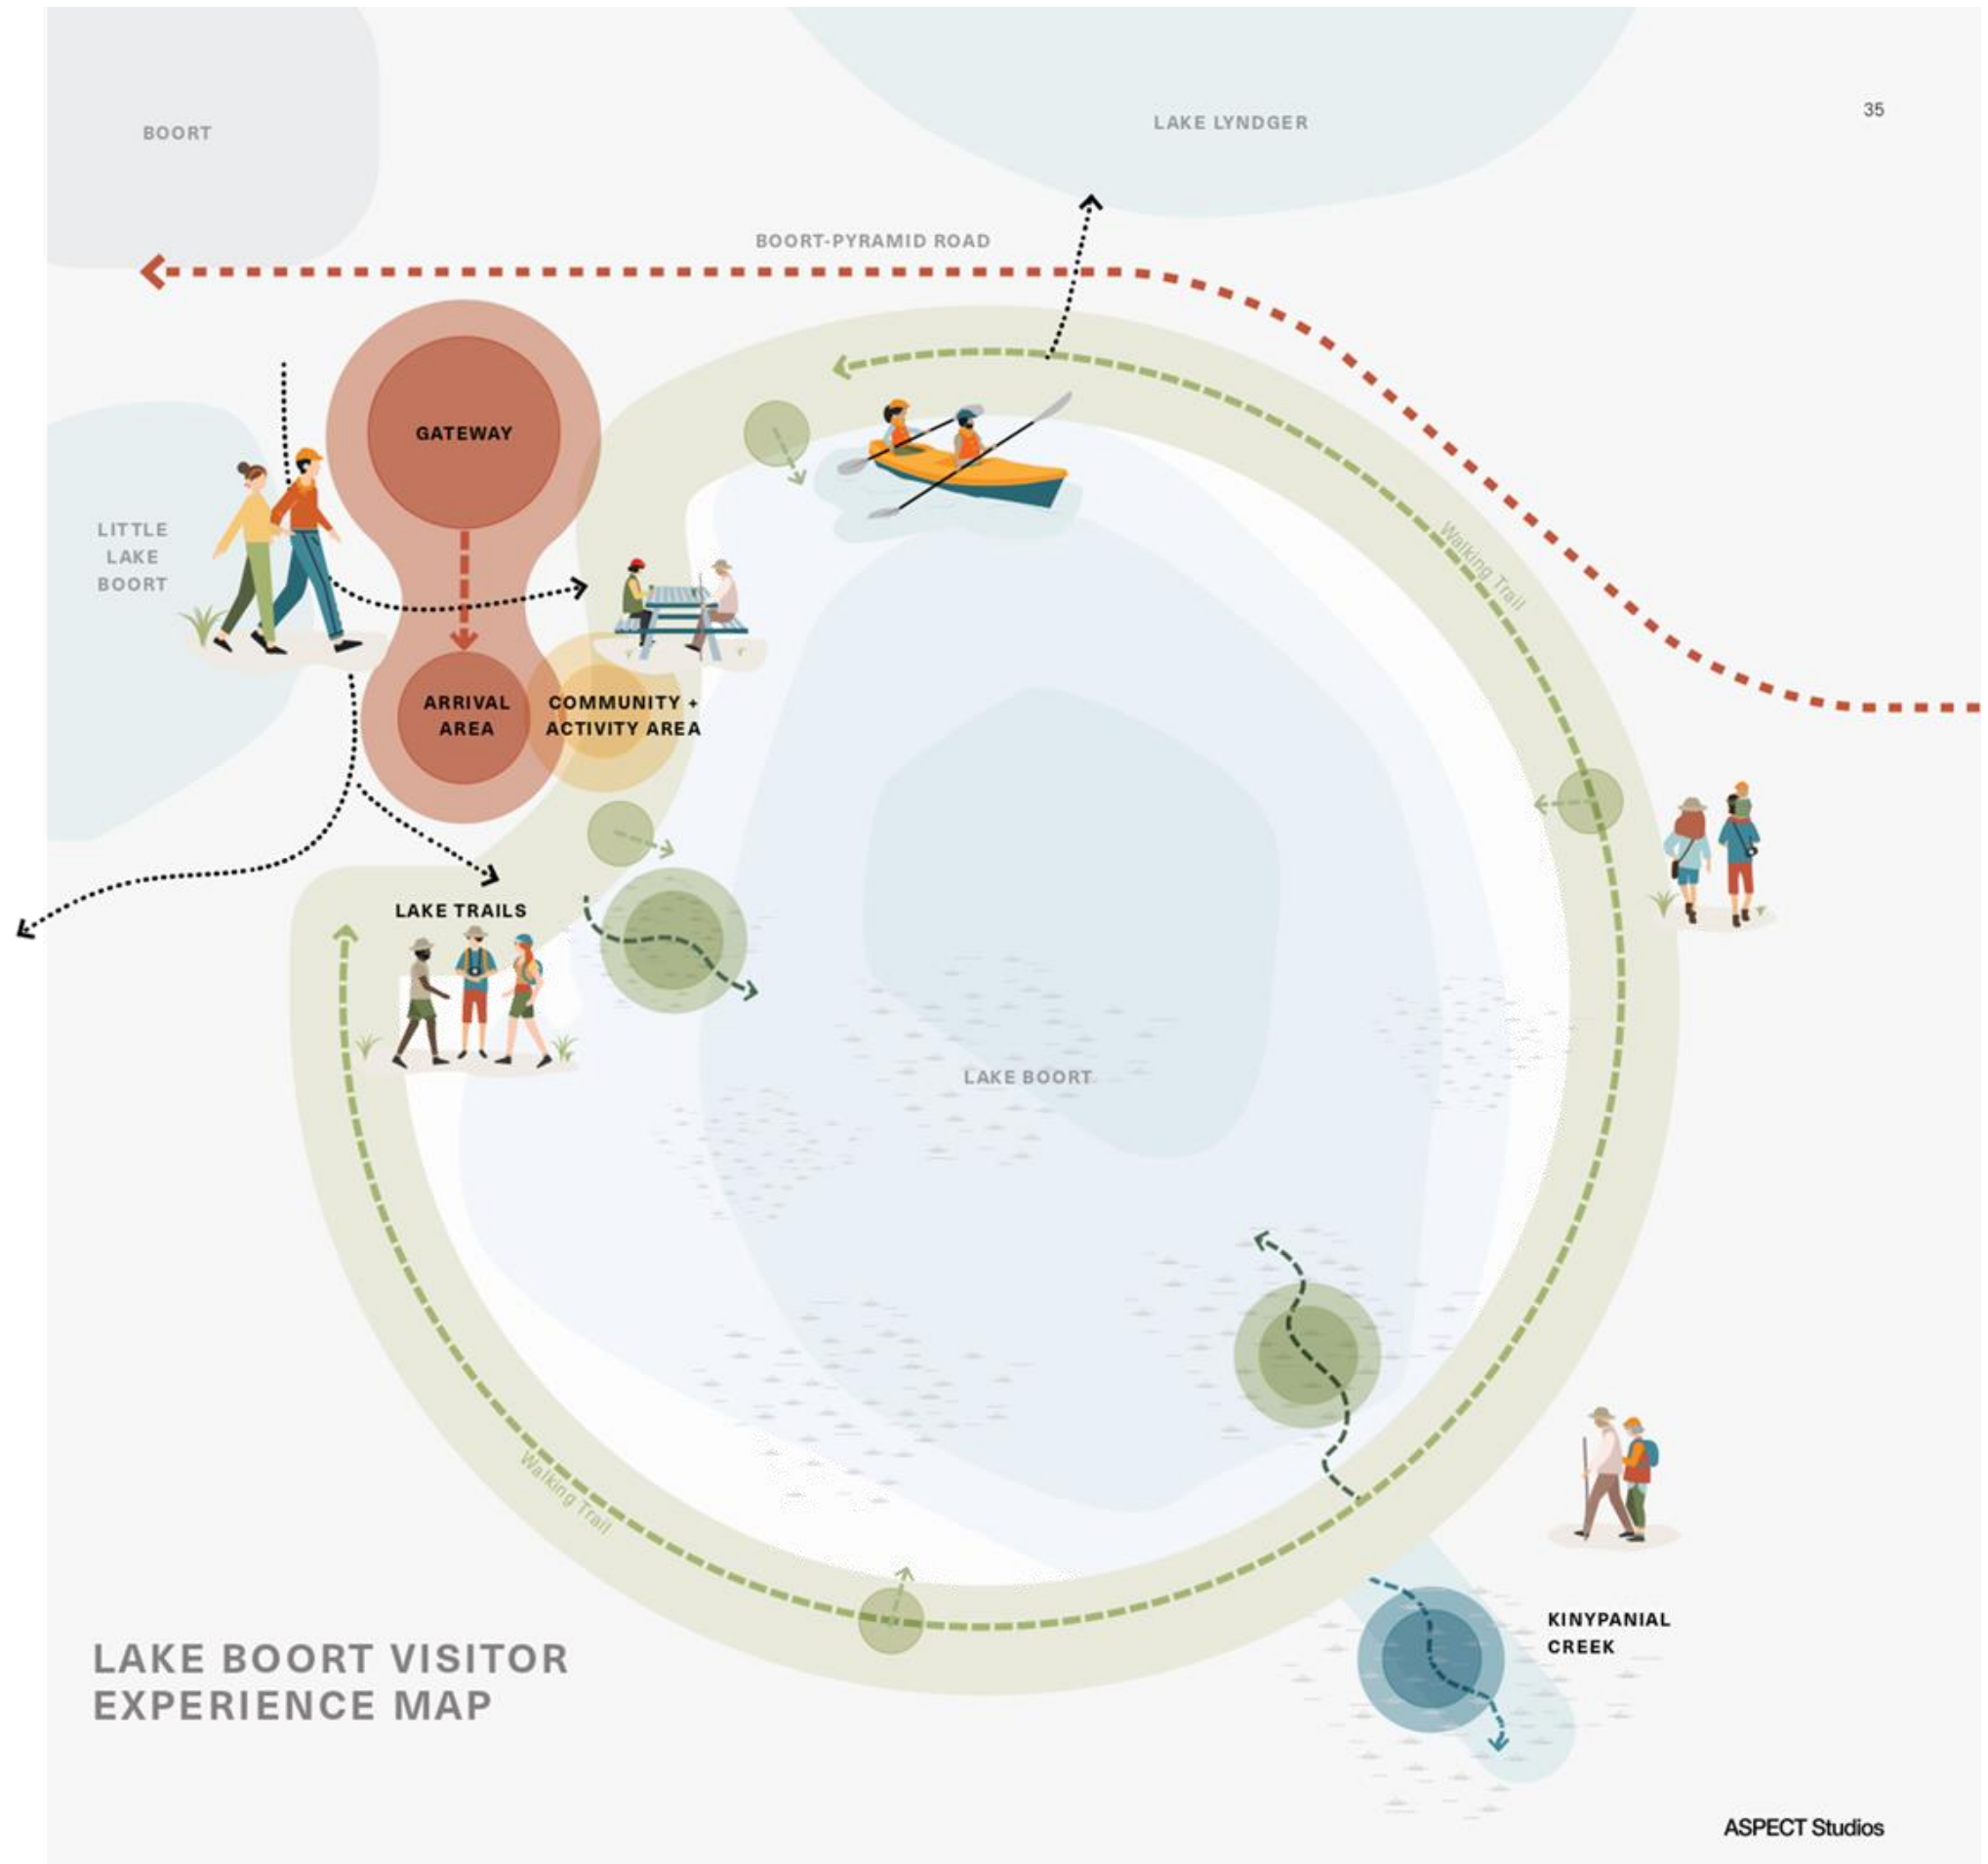 BOORT
LAKE LYNDGER
35
BOORT-PYRAMID ROAD
GATEWAY
LITTLE
LAKE
BOORT
Walking Trail
ARRIVAL
AREA
COMMUNITY +
ACTIVITY AREA
LAKE TRAILS
LAKE BOORT
Walking Trail
KINYPANIAL
CREEK
LAKE BOORT VISITOR
EXPERIENCE MAP
ASPECT Studios